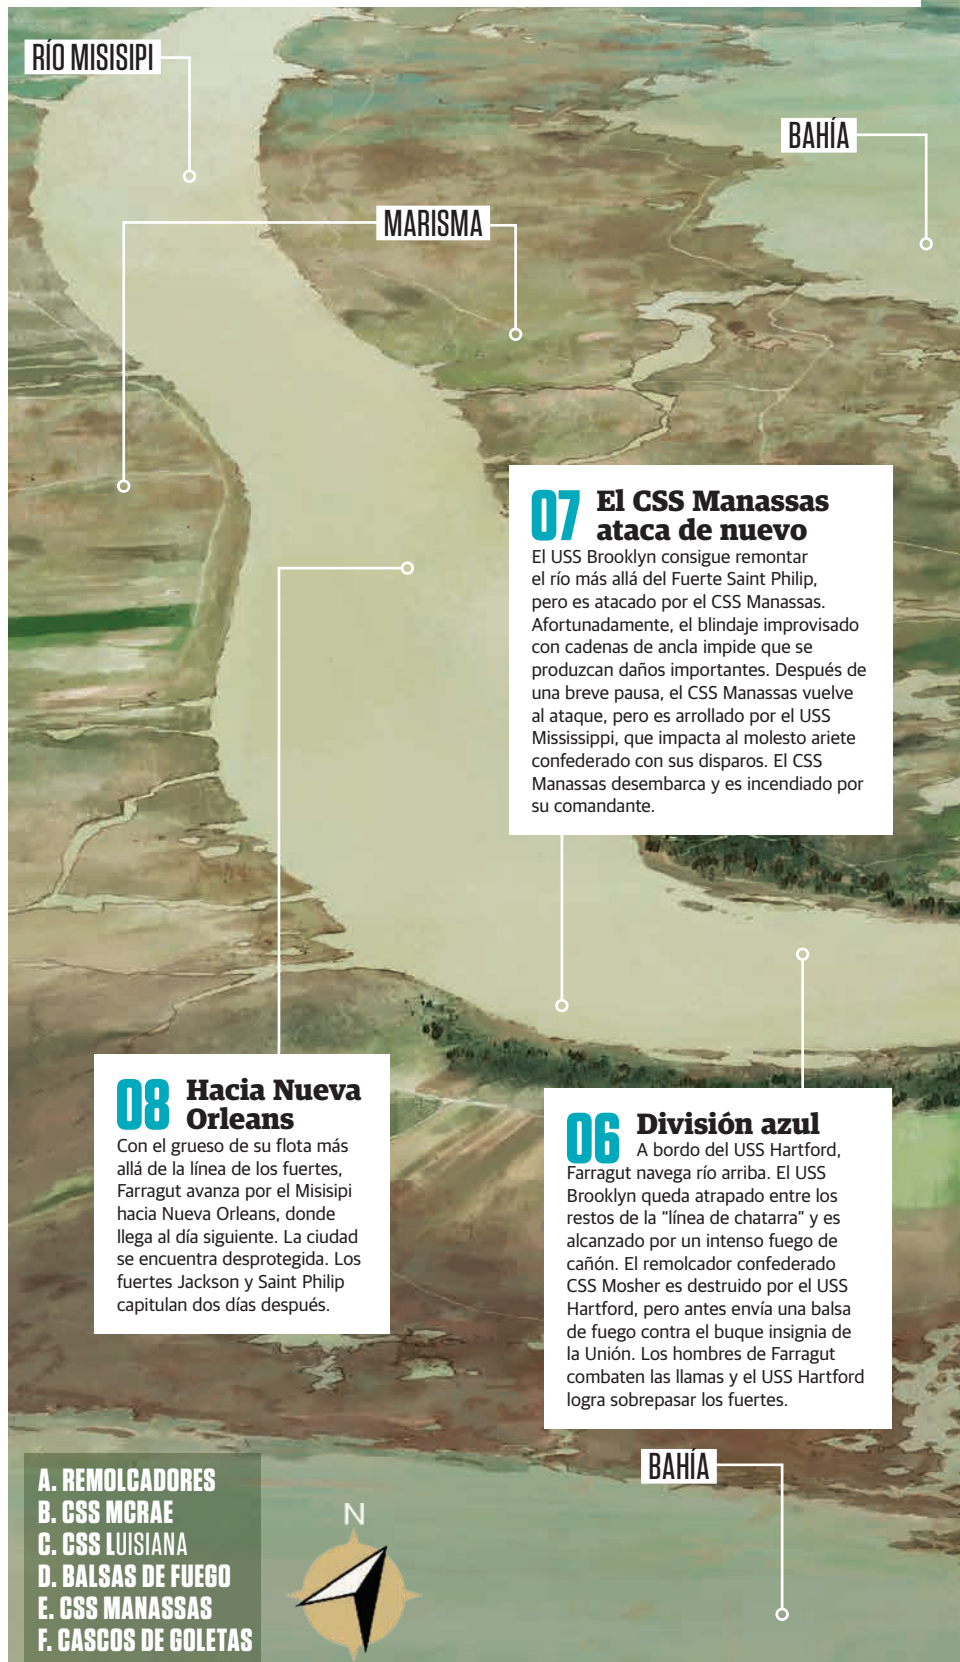 RÍO MISISIPI
BAHÍA
MARISMA
07 El CSS Manassas
ataca de nuevo
El USS Brooklyn consigue remontar
el río más allá del Fuerte Saint Philip,
pero es atacado por el CSS Manassas.
Afortunadamente, el blindaje improvisado
con cadenas de ancla impide que se
produzcan daños importantes. Después de
una breve pausa, el CSS Manassas vuelve
al ataque, pero es arrollado por el USS
Mississippi, que impacta al molesto ariete
confederado con sus disparos. El CSS
Manassas desembarca y es incendiado por
su comandante.
08 Hacia Nueva
Orleans
Con el grueso de su flota más
allá de la línea de los fuertes,
Farragut avanza por el Misisipi
hacia Nueva Orleans, donde
llega al día siguiente. La ciudad
se encuentra desprotegida. Los
fuertes Jackson y Saint Philip
capitulan dos días después.
06 División azul
A bordo del USS Hartford,
Farragut navega río arriba. El USS
Brooklyn queda atrapado entre los
restos de la “línea de chatarra” y es
alcanzado por un intenso fuego de
cañón. El remolcador confederado
CSS Mosher es destruido por el USS
Hartford, pero antes envía una balsa
de fuego contra el buque insignia de
la Unión. Los hombres de Farragut
combaten las llamas y el USS Hartford
logra sobrepasar los fuertes.
BAHÍA
A. REMOLCADORES
B. CSS MCRAE
C. CSS LUISIANA
D. BALSAS DE FUEGO
E. CSS MANASSAS
F. CASCOS DE GOLETAS
N